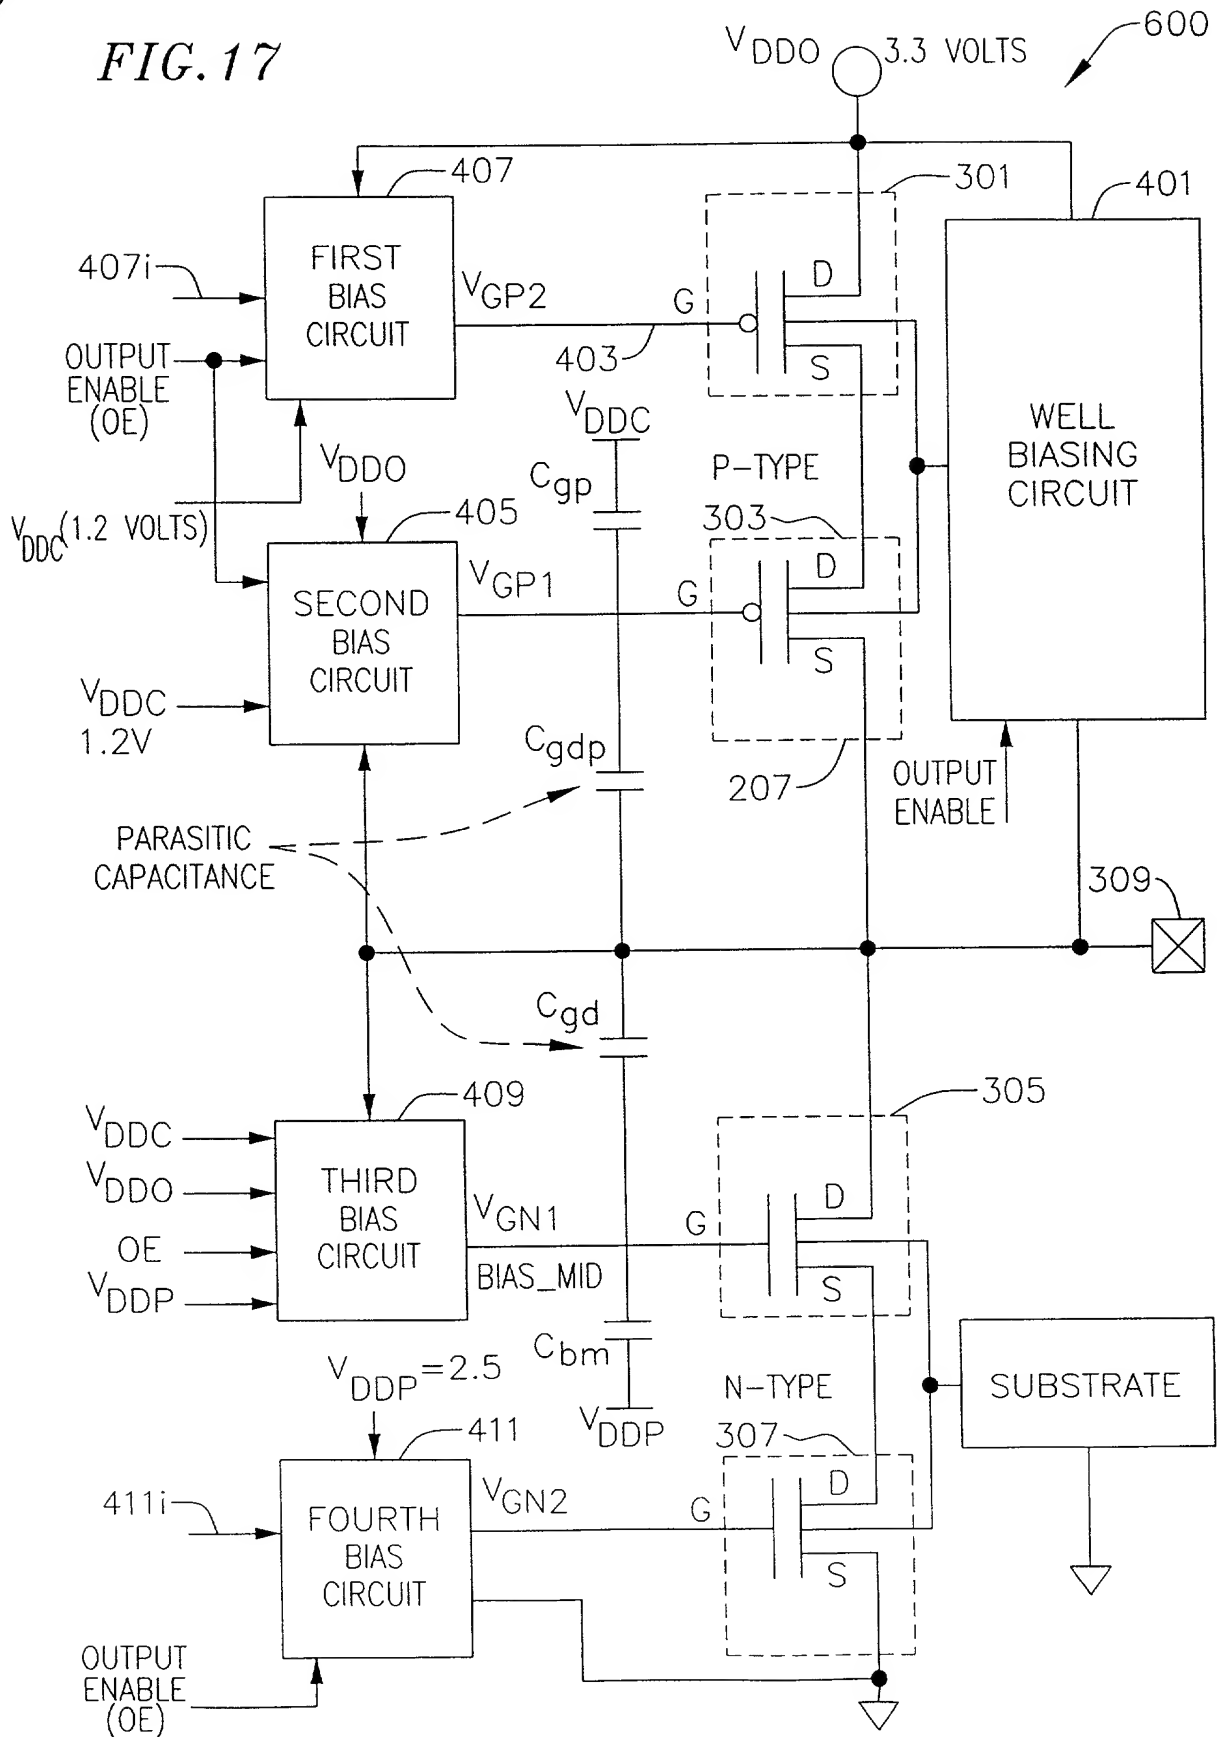 FIG.17
VDDO 3.3 VOLTS
600
407
301
401
FIRST
BIAS
CIRCUIT
407i
VGP2
G
D
S
403
OUTPUT
ENABLE
(OE)
VDDC
WELL
BIASING
CIRCUIT
VDDO
Cgp
P-TYPE
VDDC(1.2 VOLTS)
405
303
SECOND
BIAS
CIRCUIT
VGP1
G
D
S
VDDC
1.2V
Cgdp
207
OUTPUT
ENABLE
PARASITIC
CAPACITANCE
309
Cgd
409
305
VDDC
VDDO
OE
VDDP
THIRD
BIAS
CIRCUIT
VGN1
BIAS_MID
G
D
S
Cbm
VDDP=2.5
VDDP
N-TYPE
SUBSTRATE
411
307
411i
FOURTH
BIAS
CIRCUIT
VGN2
G
D
S
OUTPUT
ENABLE
(OE)